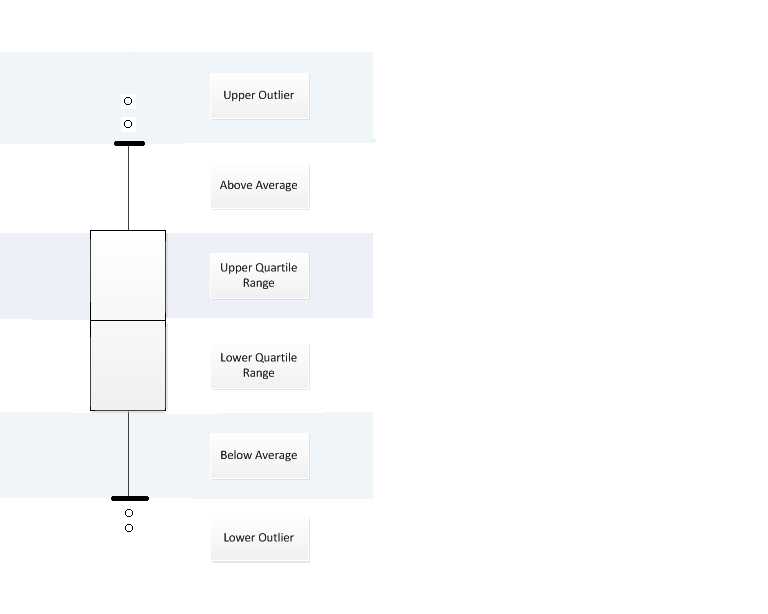 Upper Outlier
Above Average
Upper Quartile
Range
Lower Quartile
Range
Below Average
Lower Outlier